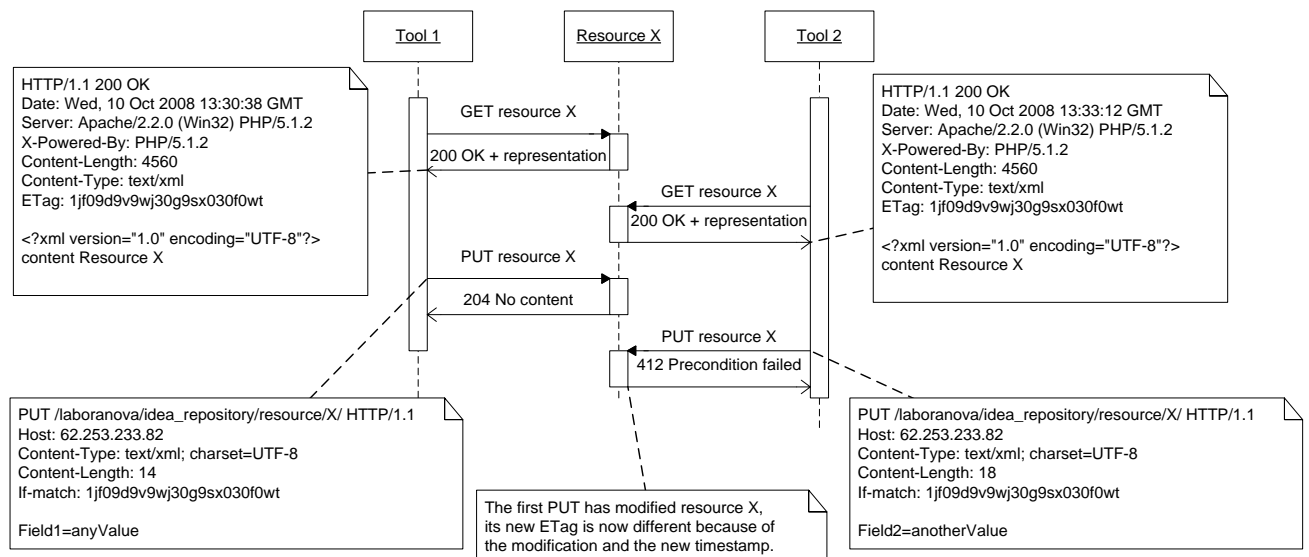 Tool 1
Resource X
Tool 2
HTTP/1.1 200 OK
Date: Wed, 10 Oct 2008 13:30:38 GMT
Server: Apache/2.2.0 (Win32) PHP/5.1.2
X-Powered-By: PHP/5.1.2
Content-Length: 4560
Content-Type: text/xml
ETag: 1jf09d9v9wj30g9sx030f0wt
<?xml version="1.0" encoding="UTF-8"?>
content Resource X
GET resource X
200 OK + representation
GET resource X
200 OK + representation
PUT resource X
204 No content
PUT resource X
412 Precondition failed
HTTP/1.1 200 OK
Date: Wed, 10 Oct 2008 13:33:12 GMT
Server: Apache/2.2.0 (Win32) PHP/5.1.2
X-Powered-By: PHP/5.1.2
Content-Length: 4560
Content-Type: text/xml
ETag: 1jf09d9v9wj30g9sx030f0wt
<?xml version="1.0" encoding="UTF-8"?>
content Resource X
PUT /laboranova/idea_repository/resource/X/ HTTP/1.1
Host: 62.253.233.82
Content-Type: text/xml; charset=UTF-8
Content-Length: 14
If-match: 1jf09d9v9wj30g9sx030f0wt
Field1=anyValue
The first PUT has modified resource X,
its new ETag is now different because of
the modification and the new timestamp.
PUT /laboranova/idea_repository/resource/X/ HTTP/1.1
Host: 62.253.233.82
Content-Type: text/xml; charset=UTF-8
Content-Length: 18
If-match: 1jf09d9v9wj30g9sx030f0wt
Field2=anotherValue